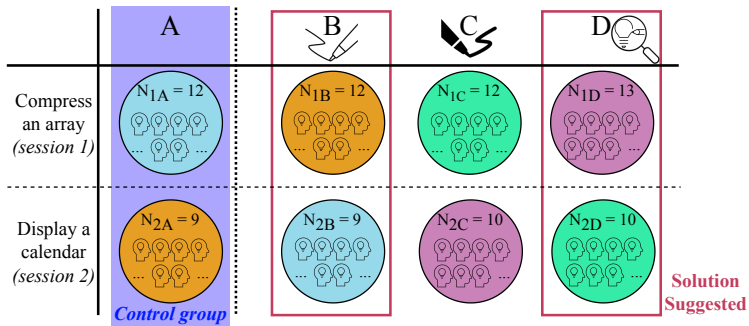 A
B
C
D
Compress
an array
(session 1)
N1A = 12
N1B = 12
N1C = 12
N1D = 13
... ...
... ...
... ...
...
Display a
calendar
(session 2)
N2A = 9
N2B = 9
N2C = 10
N2D = 10
... ...
... ...
...
...
Control group
Solution
Suggested